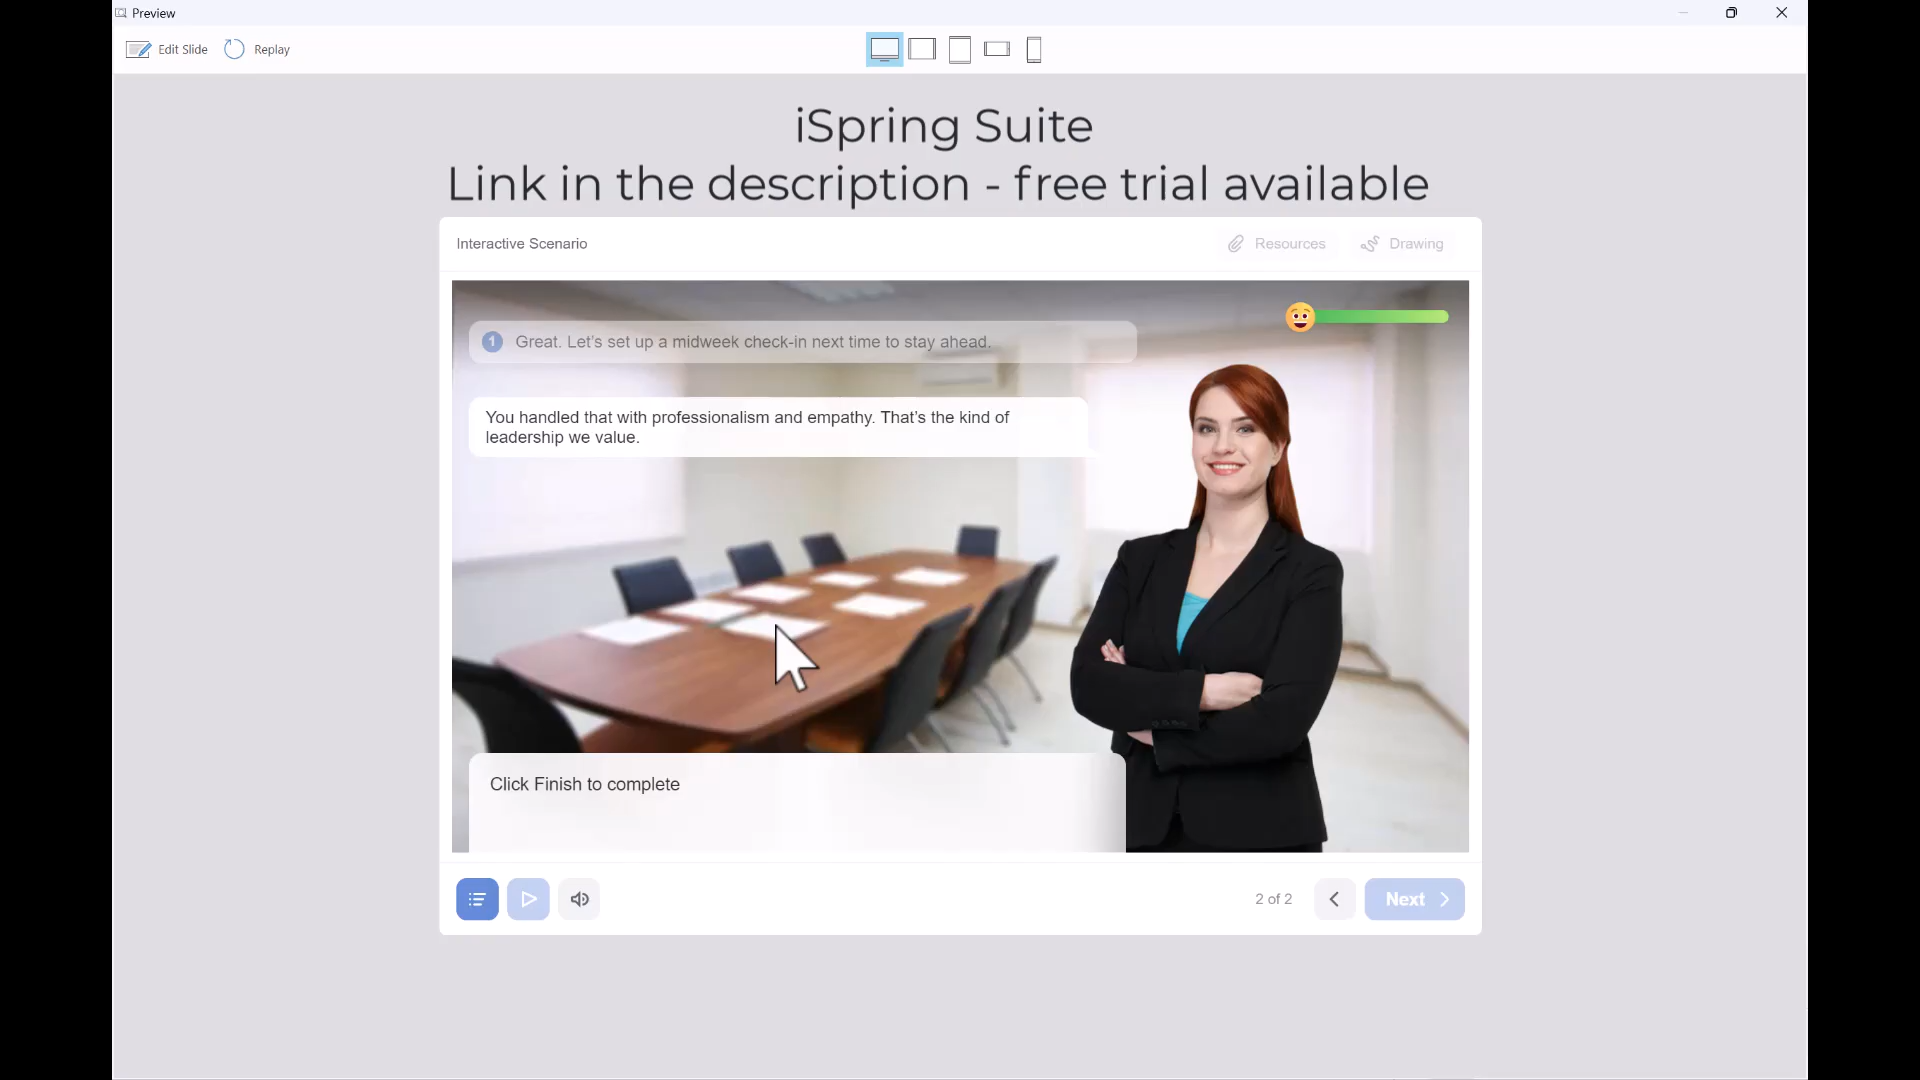 Preview
Edit Slide
Replay
iSpring Suite
Link in the description - free trial available
Interactive Scenario
Resources
Drawing
1 Great. Let's set up a midweek check-in next time to stay ahead.
You handled that with professionalism and empathy. That's the kind of
leadership we value.
Click Finish to complete
2 of 2
Next